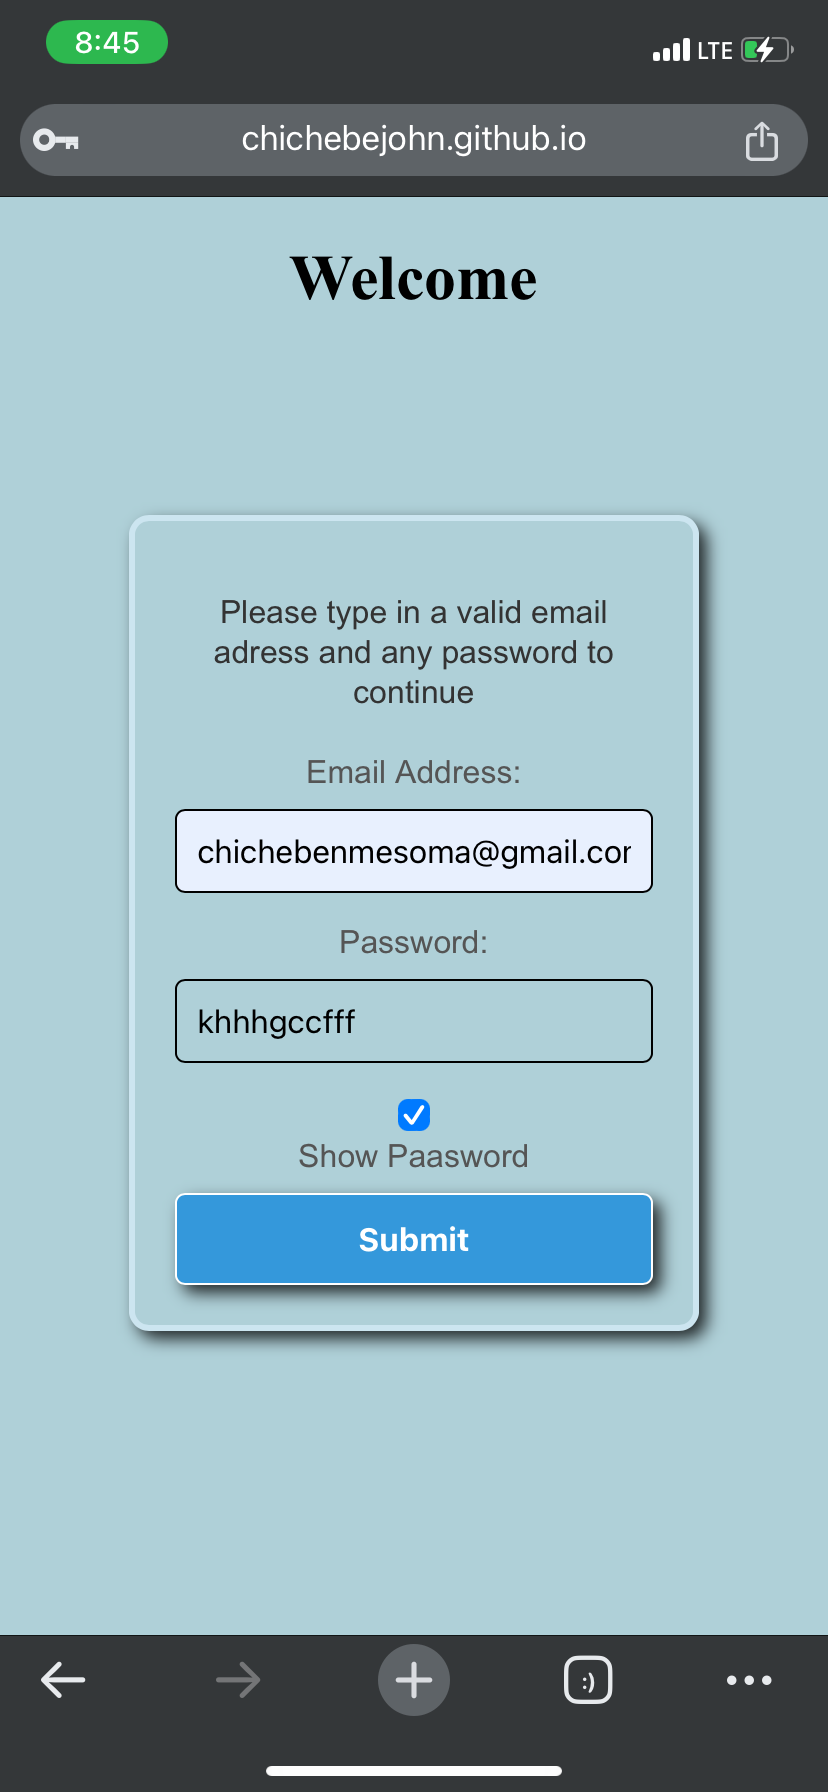 8:45
LTE
chichebejohn.github.io
Welcome
Please type in a valid email
adress and any password to
continue
Email Address:
chichebenmesoma@gmail.cor
Password:
khhhgccfff
Show Paasword
Submit
:)